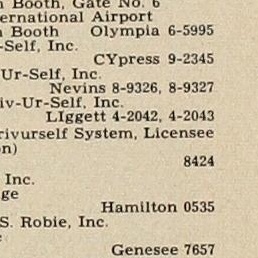 Booth, Gate No. 6
ernational Airport
Booth Olympia 6-5995
-Self, Inc.
CYpress 9-2345
Ur-Self, Inc.
Nevins 8-9326, 8-9327
iv-Ur-Self, Inc.
LIggett 4-2042, 4-2043
rivurself System, Licensee
on)
8424
Inc.
ge
Hamilton 0535
S. Robie, Inc.
Genesee 7657